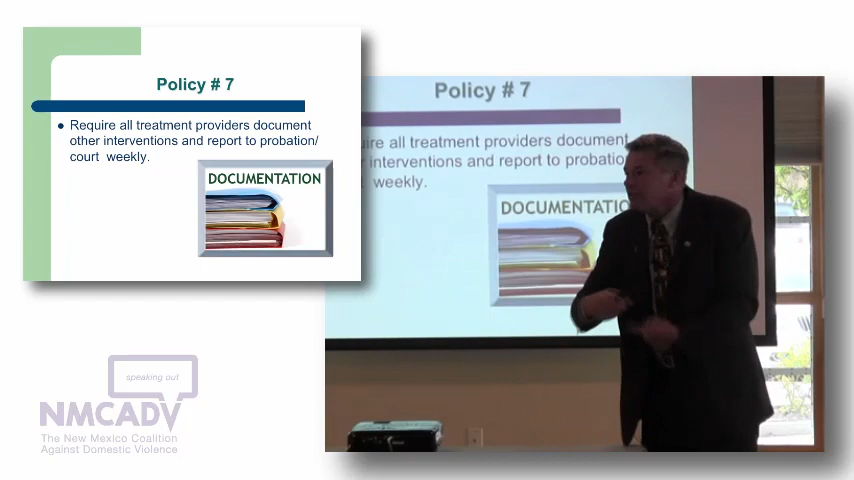 Policy # 7
Require all treatment providers document
other interventions and report to probation/
court weekly.
DOCUMENTATION
Policy # 7
ire all treatment providers document
r interventions and report to probation
weekly.
DOCUMENTATIO
speaking out
NMCADV
The New Mexico Coalition
Against Domestic Violence